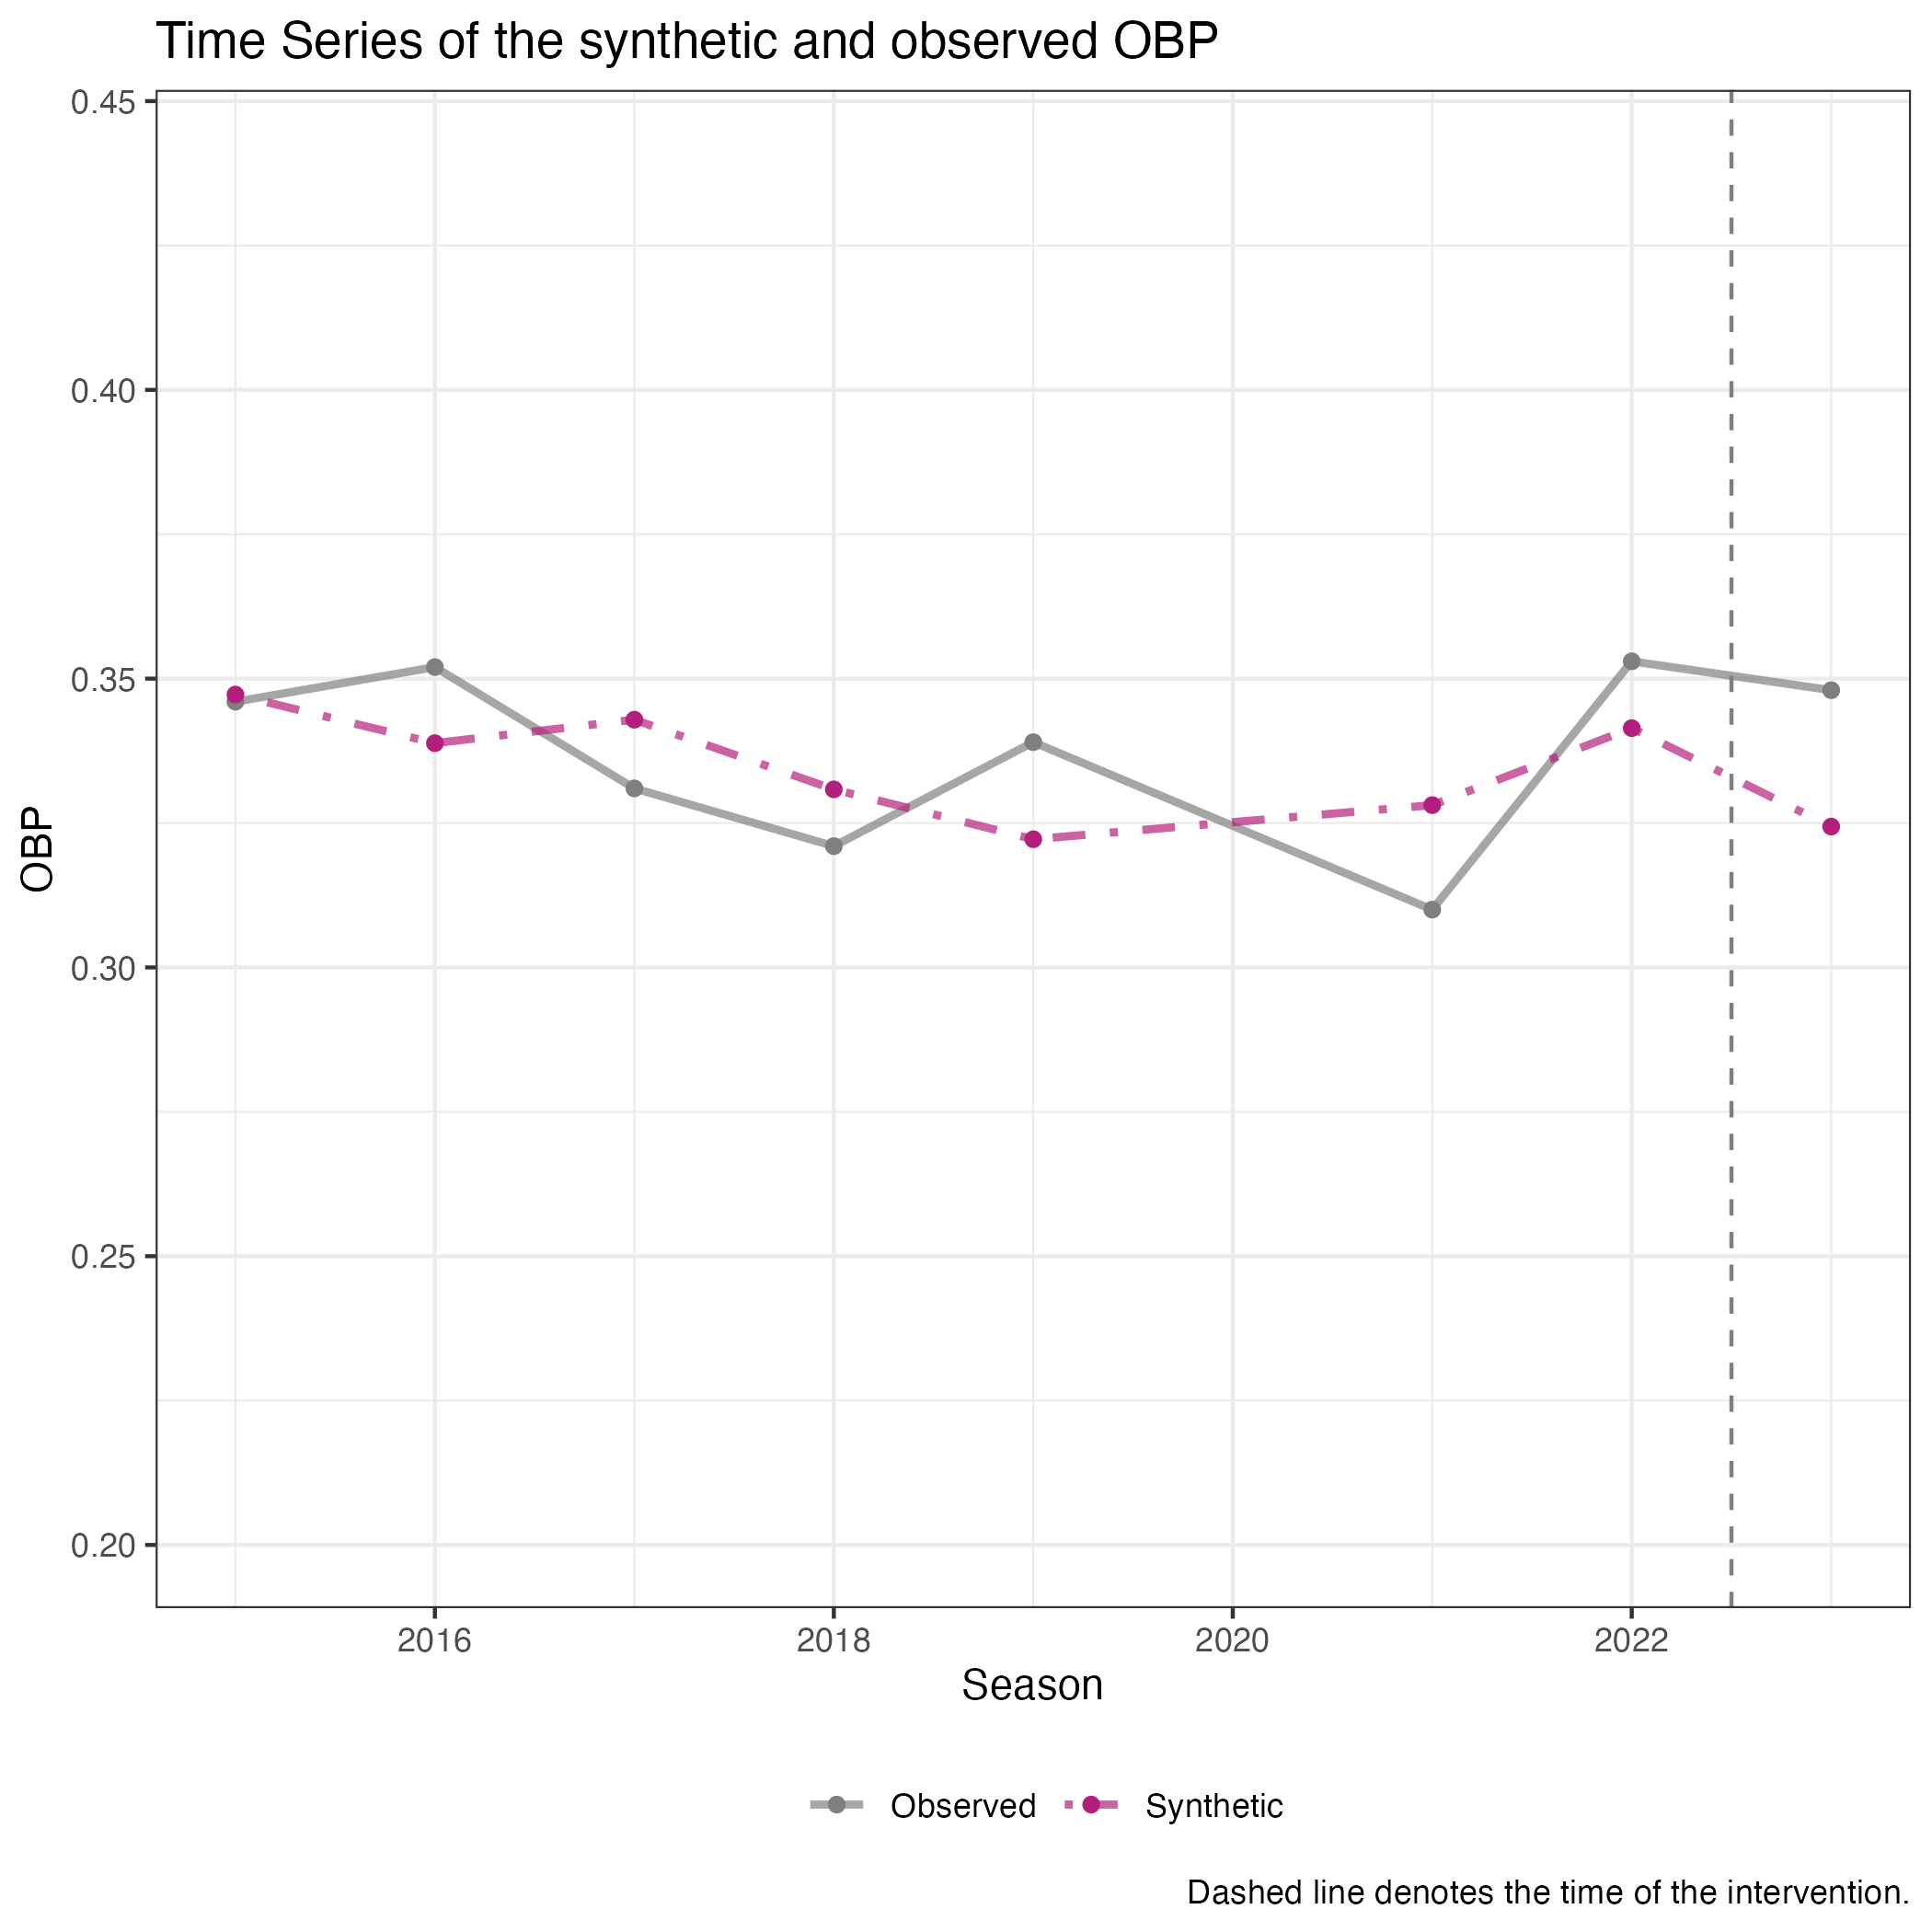 Time Series of the synthetic and observed OBP
0.45
0.40
0.35
0.30
0.25
0.20
OBP
2016 2018 2020 2022
Season
Observed Synthetic
Dashed line denotes the time of the intervention.